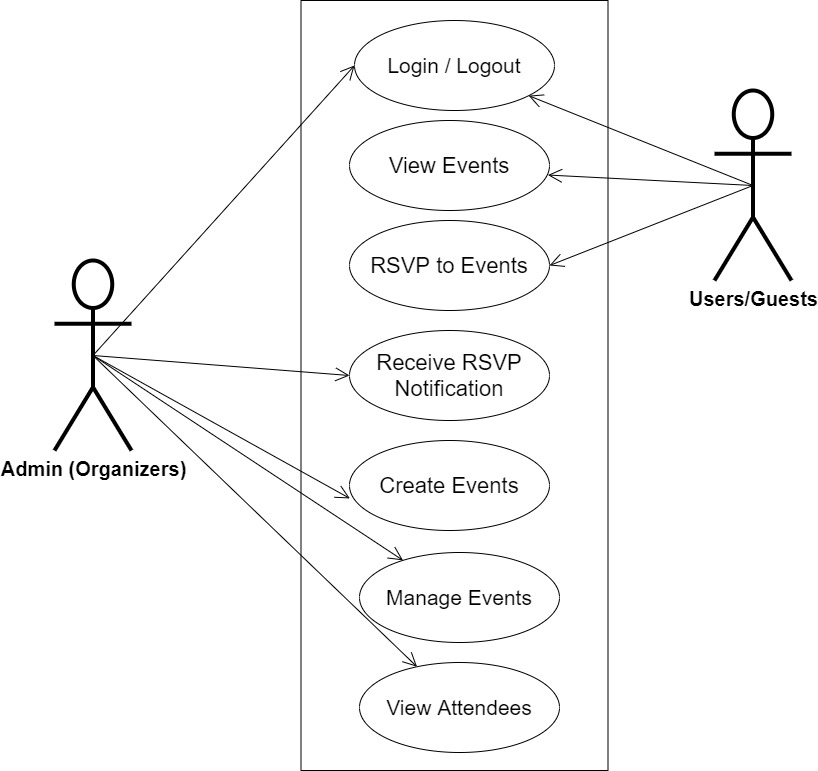 Login / Logout
View Events
RSVP to Events
Users/Guests
Receive RSVP
Notification
Admin (Organizers)
Create Events
Manage Events
View Attendees